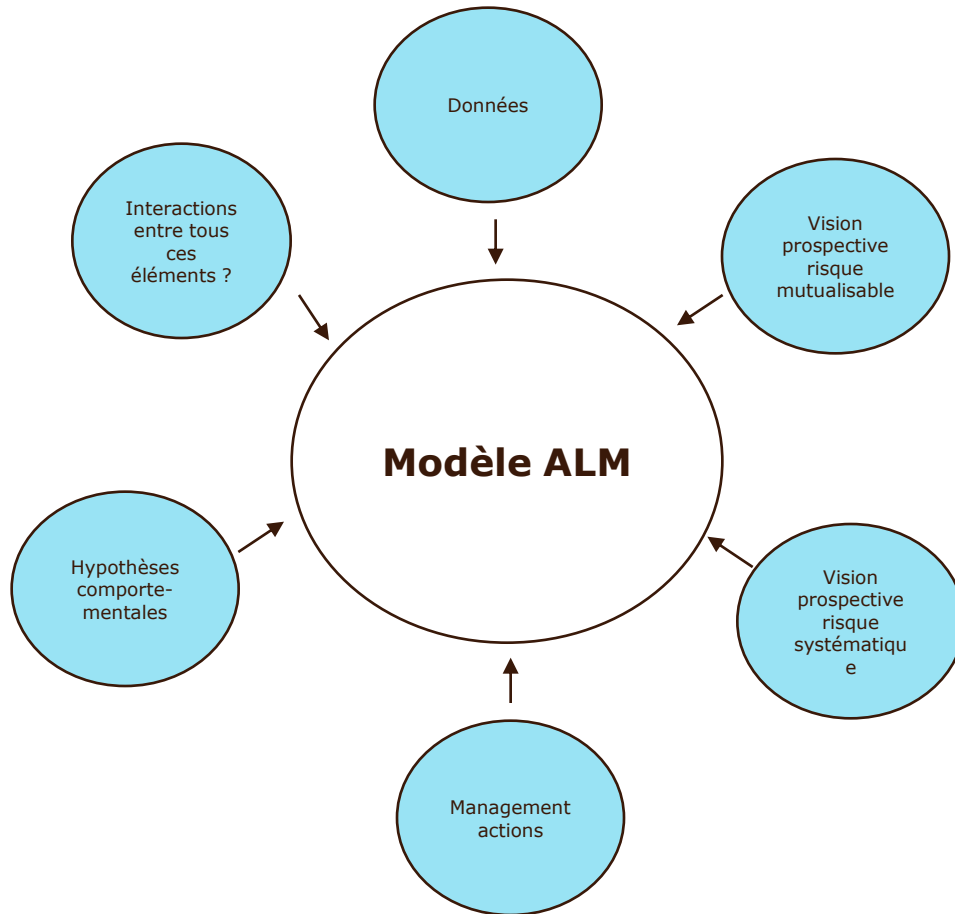 Données
Interactions
entre tous
ces
éléments ?
Vision
prospective
risque
mutualisable
Modèle ALM
Hypothèses
comporte-
mentales
Vision
prospective
risque
systématiqu
e
Management
actions